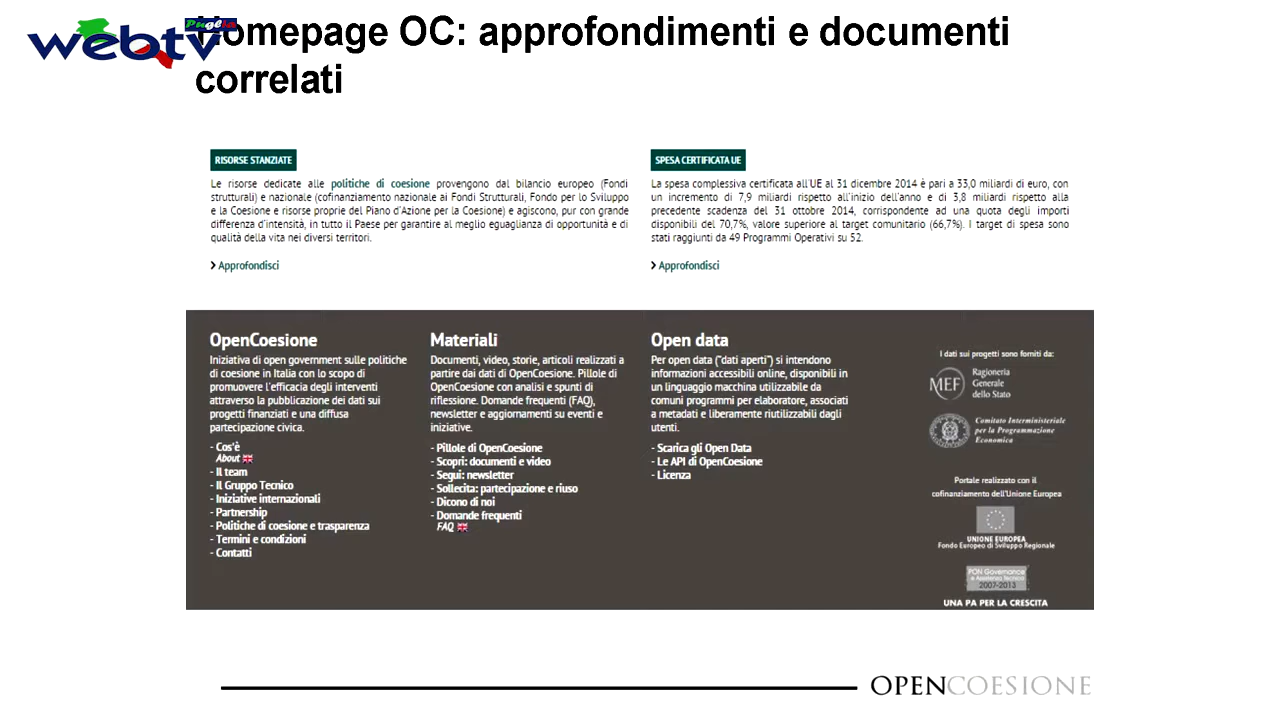 Puglia
webtv
Homepage OC: approfondimenti e documenti
correlati
RISORSE STANZIATE
Le risorse dedicate alle politiche di coesione provengono dal bilancio europeo (Fondi
strutturali) e nazionale (cofinanziamento nazionale ai Fondi Strutturali, Fondo per lo Sviluppo
e la Coesione e risorse proprie del Piano d'Azione per la Coesione) e agiscono, pur con grande
differenza d'intensità, in tutto il Paese per garantire al meglio eguaglianza di opportunità e di
qualità della vita nei diversi territori.
> Approfondisci
SPESA CERTIFICATA UE
La spesa complessiva certificata all'UE al 31 dicembre 2014 è pari a 33,0 miliardi di euro, con
un incremento di 7,9 miliardi rispetto all'inizio dell'anno e di 3,8 miliardi rispetto alla
precedente scadenza del 31 ottobre 2014, corrispondente ad una quota degli importi
disponibili del 70,7%, valore superiore al target comunitario (66,7%). I target di spesa sono
stati raggiunti da 49 Programmi Operativi su 52.
> Approfondisci
OpenCoesione
Iniziativa di open government sulle politiche
di coesione in Italia con lo scopo di
promuovere l'efficacia degli interventi
attraverso la pubblicazione dei dati sui
progetti finanziati e una diffusa
partecipazione civica.
- Cos'è
About
- Il team
- Il Gruppo Tecnico
- Iniziative internazionali
- Partnership
- Politiche di coesione e trasparenza
- Termini e condizioni
- Contatti
Materiali
Documenti, video, storie, articoli realizzati a
partire dai dati di OpenCoesione. Pillole di
OpenCoesione con analisi e spunti di
riflessione. Domande frequenti (FAQ),
newsletter e aggiornamenti su eventi e
iniziative.
- Pillole di OpenCoesione
- Scopri: documenti e video
- Segui: newsletter
- Sollecita: partecipazione e riuso
- Dicono di noi
- Domande frequenti
FAQ
Open data
Per open data ("dati aperti") si intendono
informazioni accessibili online, disponibili in
un linguaggio macchina utilizzabile da
comuni programmi per elaboratore, associati
a metadati e liberamente riutilizzabili dagli
utenti.
- Scarica gli Open Data
- Le API di OpenCoesione
- Licenza
I dati sui progetti sono forniti da:
MEF
Ragioneria
Generale
dello Stato
Comitato Interministeriale
per la Programmazione
Economica
Portale realizzato con il
cofinanziamento dell'Unione Europea
UNIONE EUROPEA
Fondo Europeo di Sviluppo Regionale
PON Governance
e Assistenza Tecnica
2007-2013
UNA PA PER LA CRESCITA
OPENCOESIONE